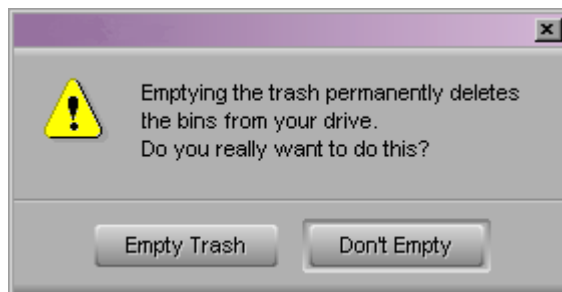 Emptying the trash permanently deletes
the bins from your drive.
Do you really want to do this?
Empty Trash
Don't Empty